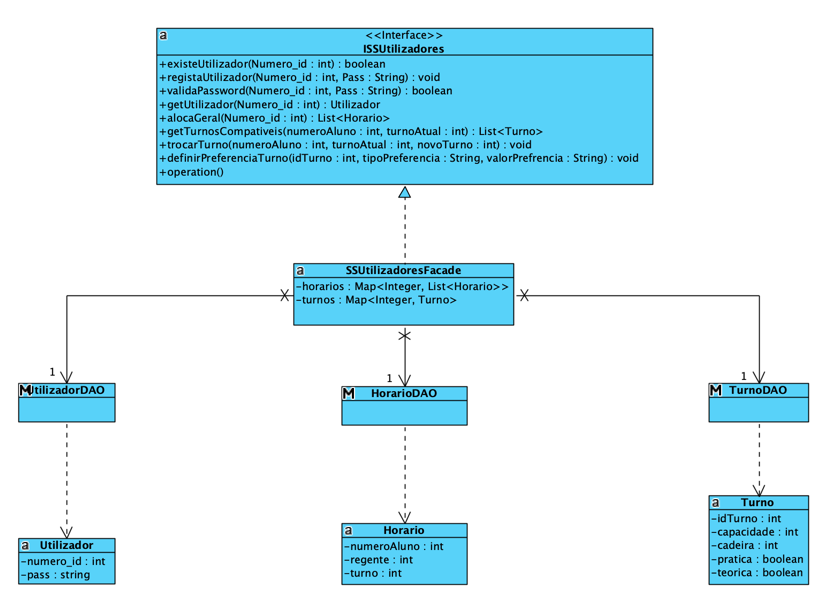 a
<<Interface>>
ISSUtilizadores
+existeUtilizador(Numero_id : int) : boolean
+registaUtilizador(Numero_id : int, Pass : String) : void
+validaPassword(Numero_id : int, Pass : String) : boolean
+getUtilizador(Numero_id : int) : Utilizador
+alocaGeral(Numero_id : int) : List<Horario>
+getTurnosCompativeis(numeroAluno : int, turnoAtual : int) : List<Turno>
+trocarTurno(numeroAluno : int, turnoAtual : int, novoTurno : int) : void
+definirPreferenciaTurno(idTurno : int, tipoPreferencia : String, valorPrefrencia : String) : void
+operation()
a SSUtilizadoresFacade
-horarios : Map<Integer, List<Horario>>
-turnos : Map<Integer, Turno>
1
M UtilizadorDAO
1
M HorarioDAO
1
M TurnoDAO
a Utilizador
-numero_id : int
-pass : string
a Horario
-numeroAluno : int
-regente : int
-turno : int
a Turno
-idTurno : int
-capacidade : int
-cadeira : int
-pratica : boolean
-teorica : boolean